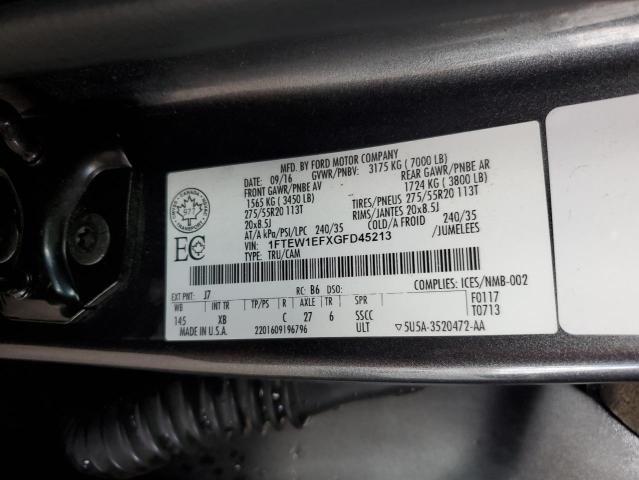 MFD. BY FORD MOTOR COMPANY
09/16 GVWR/PNBV: 3175 KG ( 7000 LB)
FRONT GAWR/PNBE AV REAR GAWR/PNBE AR
1565 KG ( 3450 LB) 1724 KG ( 3800 LB)
275/55R20 113T TIRES/PNEUS 275/55R20 113T
20x8.5J RIMS/JANTES 20x8.5J
AT/A kPa/PSI/LPC 240/35 COLD/A FROID 240/35
VIN: 1FTEW1EFXGFD45213 /JUMELEES
TYPE: TRU/CAM
CANADA
977
EC
COMPLIES: ICES/NMB-002
EXT PNT: J7 RC: B6 DSO: F0117
WB INT TR TP/PS R AXLE TR SPR T0713
145 XB C 27 6 SSCC
MADE IN U.S.A. 2201609196796 ULT ▽5U5A-3520472-AA